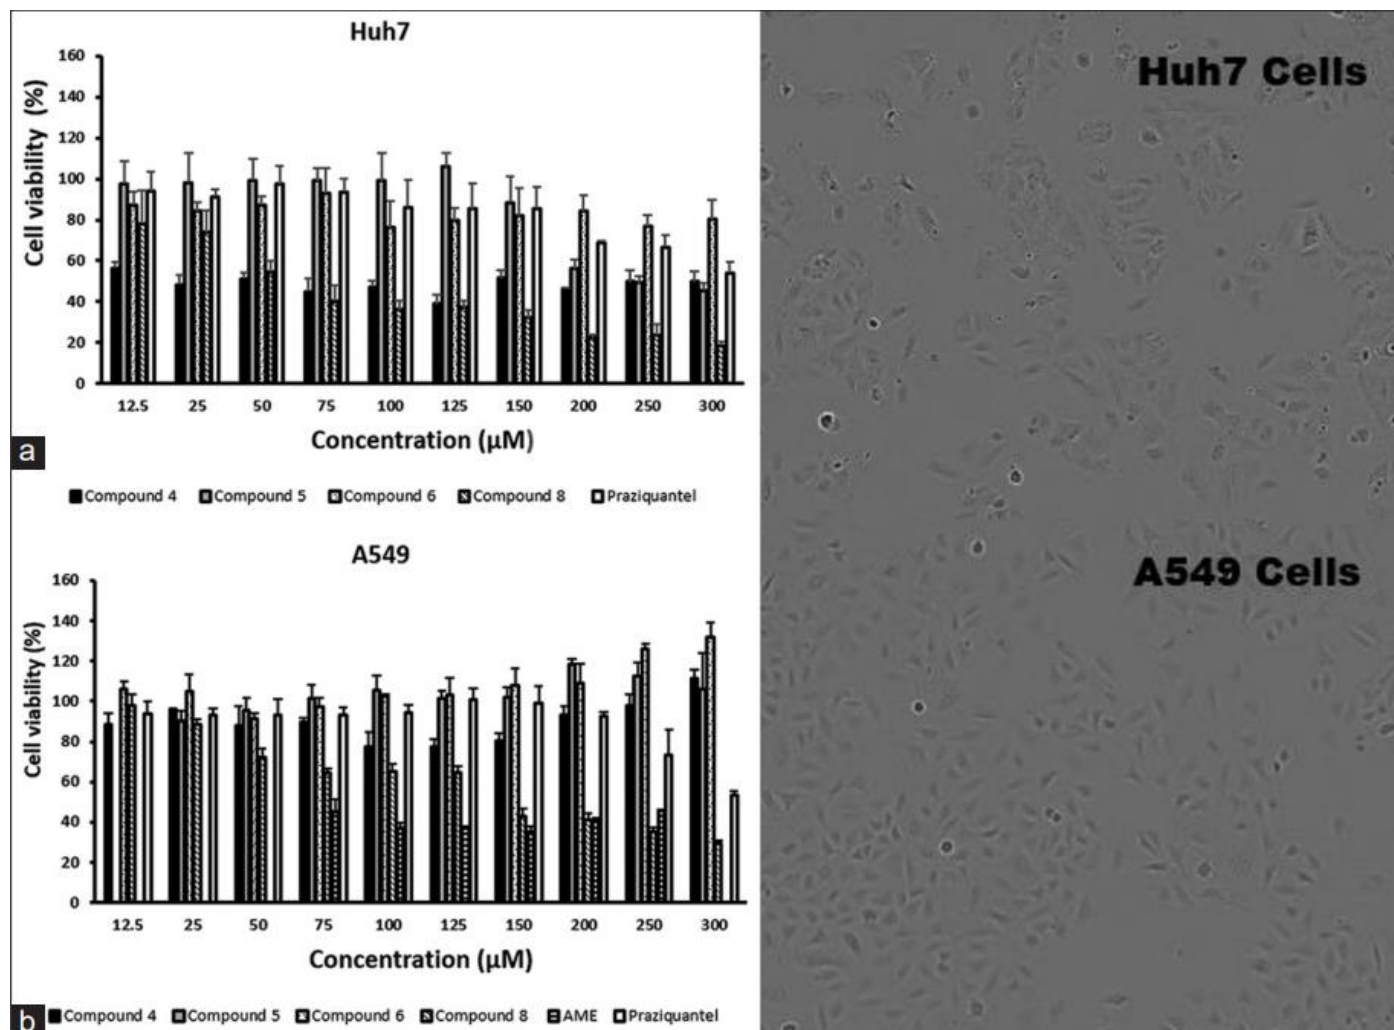 Huh7
160
140
120
100
80
60
40
20
0
Cell viability (%)
12.5 25 50 75 100 125 150 200 250 300
Concentration (µM)
a
Compound 4 Compound 5 Compound 6 Compound 8 Praziquantel
A549
160
140
120
100
80
60
40
20
0
Cell viability (%)
12.5 25 50 75 100 125 150 200 250 300
Concentration (µM)
b
Compound 4 Compound 5 Compound 6 Compound 8 AME Praziquantel
Huh7 Cells
A549 Cells